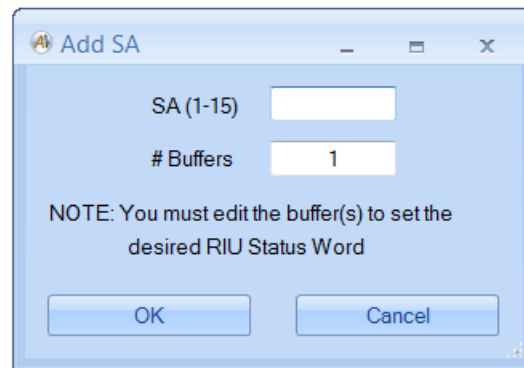 Add SA
SA (1-15)
# Buffers 1
NOTE: You must edit the buffer(s) to set the
desired RIU Status Word
OK Cancel